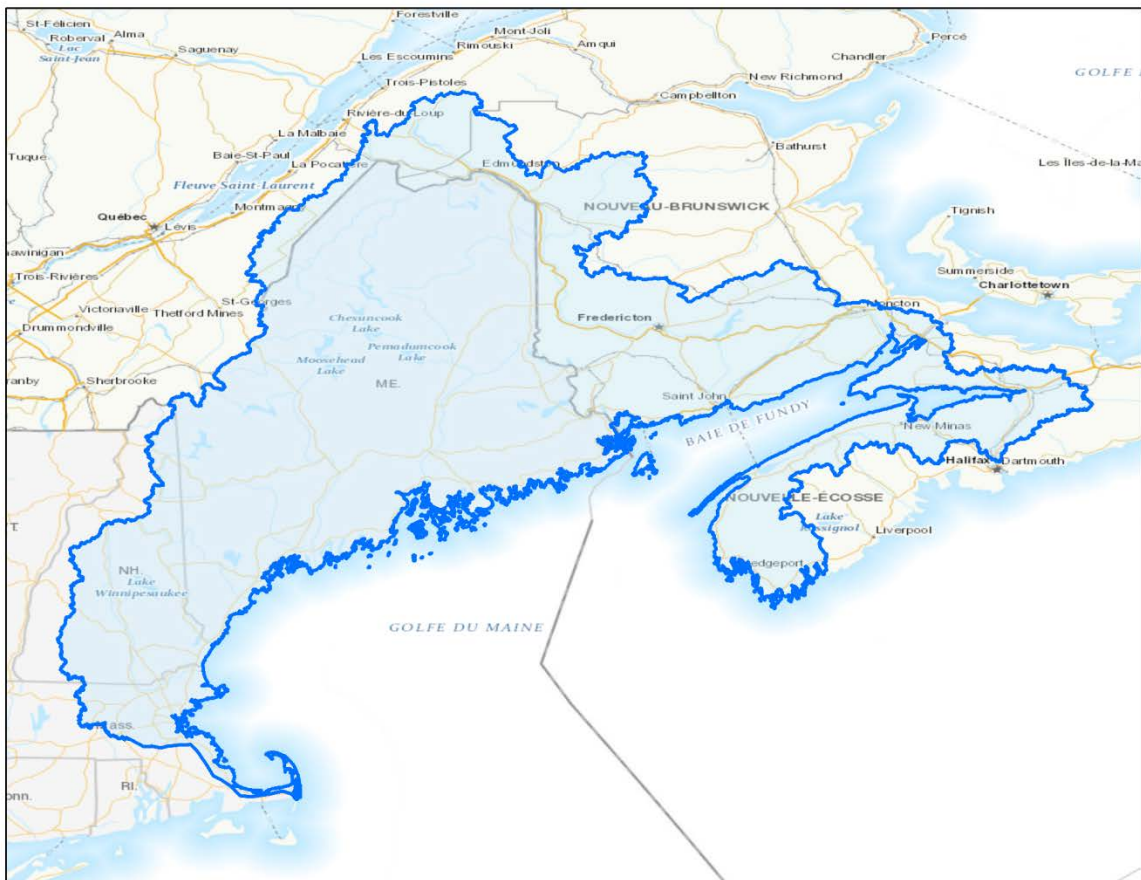 St-Félicien
Forestville
Roberval
Alma
Lac
Saint-Jean
Saguenay
Mont-Joli
Rimouski
Amqui
Percé
Les Escoumins
Chandler
Trois-Pistoles
New Richmond
GOLFE
Campbellton
Rivière-du-Loup
La Malbaie
Bathurst
Tuque
Baie-St-Paul
La Pocatière
Edmundston
Les Îles-de-la-Ma
Fleuve Saint-Laurent
Montmagny
NOUVEAU-BRUNSWICK
Tignish
Québec
Lévis
awinigan
Trois-Rivières
Summerside
Charlottetown
St-Georges
Moncton
Victoriaville
Thetford Mines
Chesuncook
Lake
Fredericton
Drummondville
Pemadumcook
Lake
Moosehead
Lake
ranby
Sherbrooke
ME.
Saint John
BAIE DE FUNDY
New Minas
Halifax
Dartmouth
NOUVELLE-ÉCOSSE
Lake
Rossignol
Liverpool
T.
NH.
Lake
Winnipesaukee
Wedgeport
GOLFE DU MAINE
Mass.
RI.
onn.